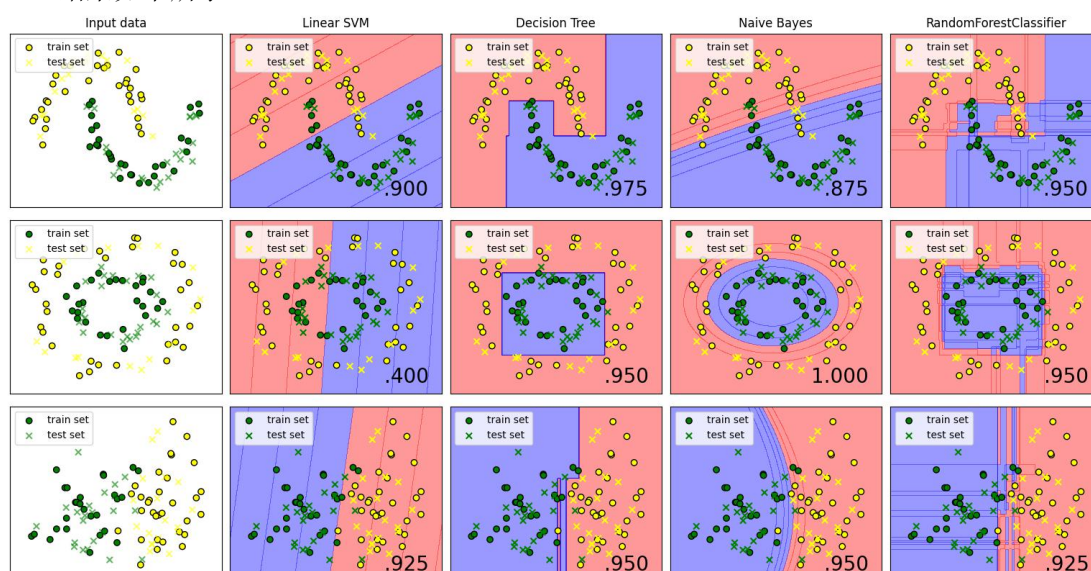 Input data
Linear SVM
Decision Tree
Naive Bayes
RandomForestClassifier
train set
test set
train set
test set
train set
test set
train set
test set
train set
test set
.900
.975
.875
.950
train set
test set
train set
test set
train set
test set
train set
test set
train set
test set
.400
.950
1.000
.950
train set
test set
train set
test set
train set
test set
train set
test set
train set
test set
.925
.950
.950
.925